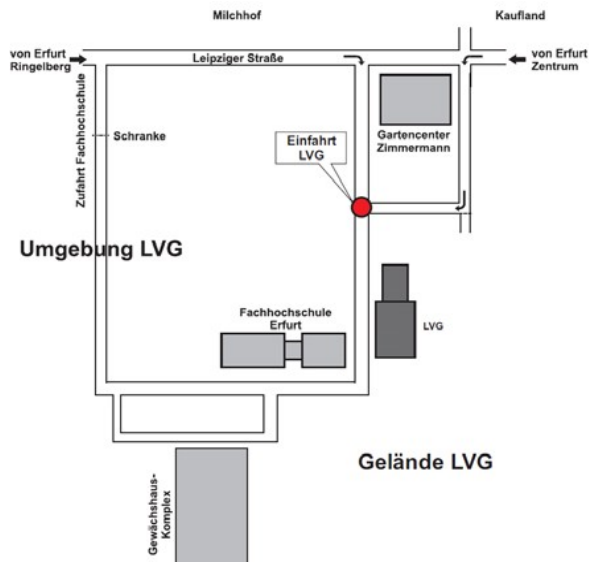 Milchhof
Kaufland
von Erfurt
Ringelberg
Leipziger Straße
von Erfurt
Zentrum
Zufahrt Fachhochschule
Schranke
Einfahrt
LVG
Gartencenter
Zimmermann
Umgebung LVG
Fachhochschule
Erfurt
LVG
Gelände LVG
Gewächshaus-
Komplex